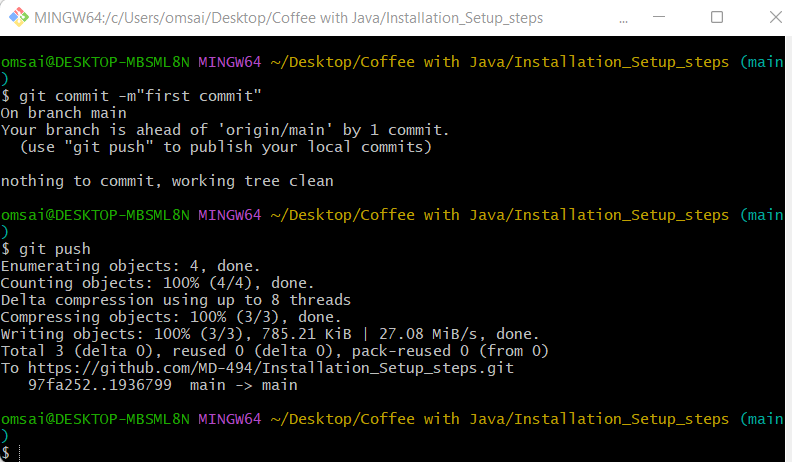 MINGW64:/c/Users/omsai/Desktop/Coffee with Java/Installation_Setup_steps ...
omsai@DESKTOP-MBSML8N MINGW64 ~/Desktop/Coffee with Java/Installation_Setup_steps (main
)
$ git commit -m"first commit"
On branch main
Your branch is ahead of 'origin/main' by 1 commit.
  (use "git push" to publish your local commits)
nothing to commit, working tree clean
omsai@DESKTOP-MBSML8N MINGW64 ~/Desktop/Coffee with Java/Installation_Setup_steps (main
)
$ git push
Enumerating objects: 4, done.
Counting objects: 100% (4/4), done.
Delta compression using up to 8 threads
Compressing objects: 100% (3/3), done.
Writing objects: 100% (3/3), 785.21 KiB | 27.08 MiB/s, done.
Total 3 (delta 0), reused 0 (delta 0), pack-reused 0 (from 0)
To https://github.com/MD-494/Installation_Setup_steps.git
   97fa252..1936799  main -> main
omsai@DESKTOP-MBSML8N MINGW64 ~/Desktop/Coffee with Java/Installation_Setup_steps (main
)
$